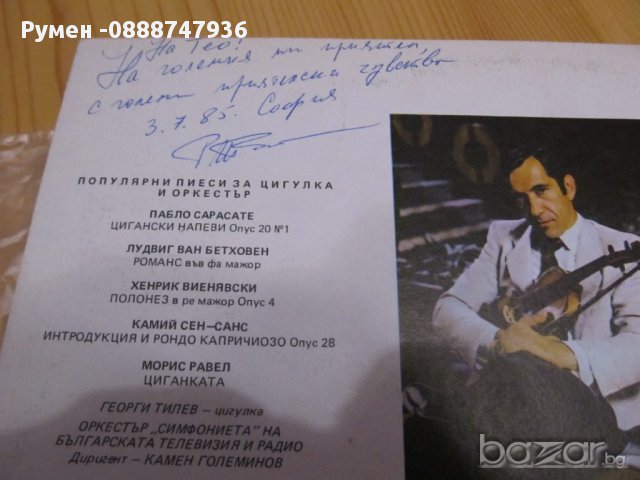 Румен -0888747936
На Гео!
На големия ми приятел,
с големи приятелски чувства
3.7.85. София
ПОПУЛЯРНИ ПИЕСИ ЗА ЦИГУЛКА
И ОРКЕСТЪР
ПАБЛО САРАСАТЕ
ЦИГАНСКИ НАПЕВИ Опус 20 №1
ЛУДВИГ ВАН БЕТХОВЕН
РОМАНС във фа мажор
ХЕНРИК ВИЕНЯВСКИ
ПОЛОНЕЗ в ре мажор Опус 4
КАМИЙ СЕН–САНС
ИНТРОДУКЦИЯ И РОНДО КАПРИЧИОЗО Опус 28
МОРИС РАВЕЛ
ЦИГАНКАТА
ГЕОРГИ ТИЛЕВ – цигулка
ОРКЕСТЪР „СИМФОНИЕТА" НА
БЪЛГАРСКАТА ТЕЛЕВИЗИЯ И РАДИО
Диригент – КАМЕН ГОЛЕМИНОВ
bazar.bg